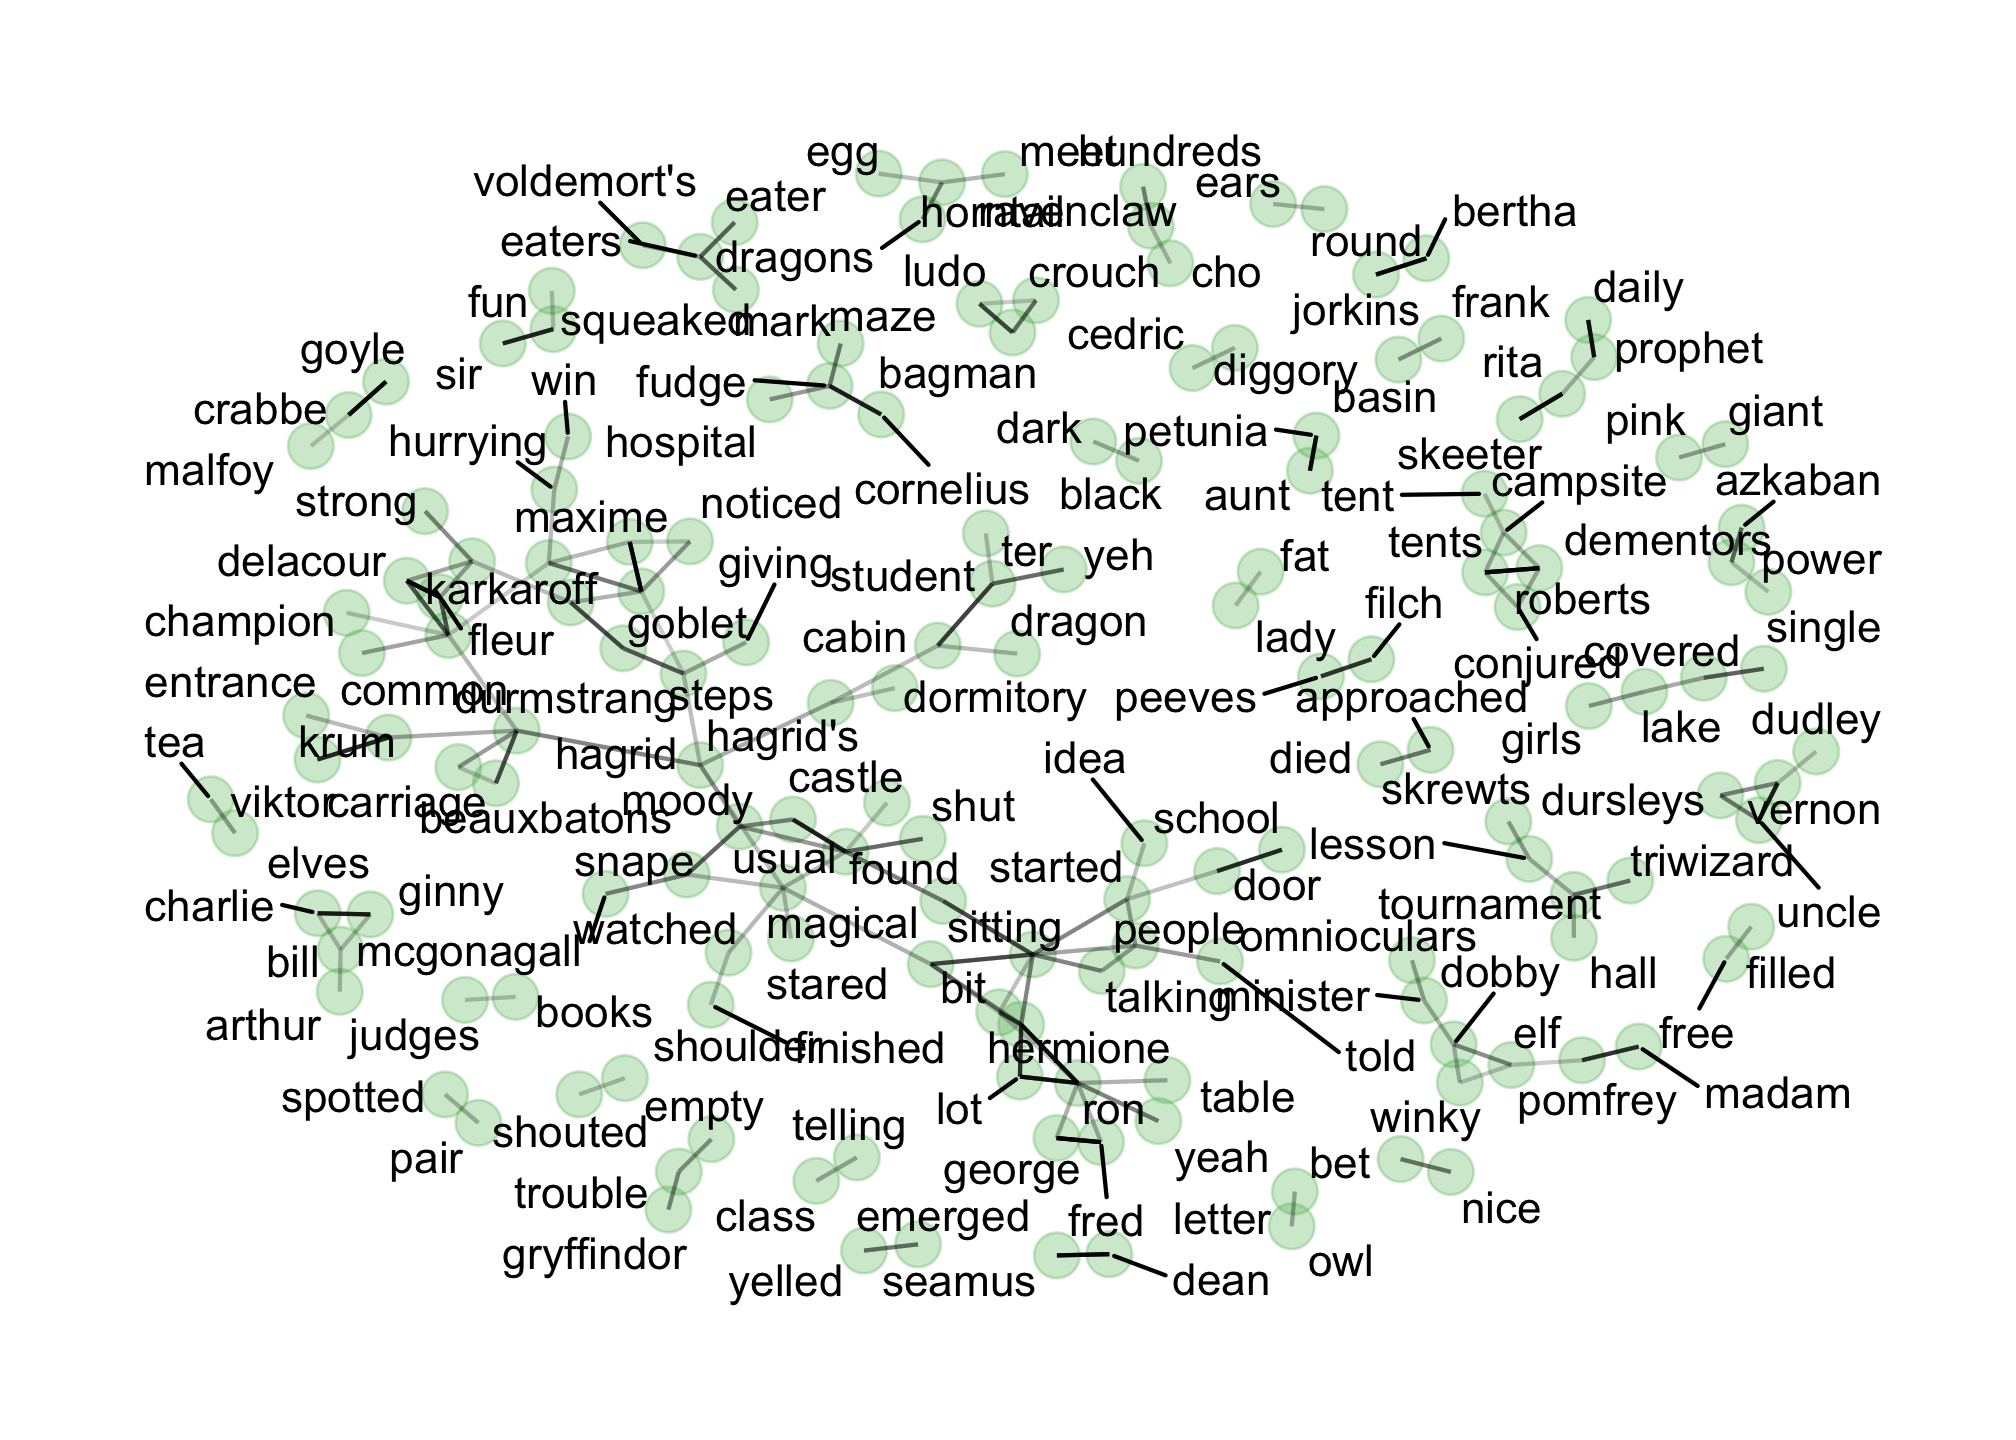 egg
meet
hundreds
voldemort's
eater
ears
eaters
dragons
horntail
ravenclaw
round
bertha
fun
squeaked
mark
maze
ludo
crouch
cho
jorkins
frank
daily
goyle
sir
win
fudge
bagman
cedric
diggory
basin
rita
prophet
crabbe
hurrying
hospital
dark
petunia
skeeter
pink
giant
malfoy
strong
maxime
noticed
cornelius
black
aunt
tent
campsite
azkaban
delacour
karkaroff
giving
student
ter
yeh
fat
tents
dementors
power
champion
fleur
goblet
cabin
dragon
lady
filch
roberts
single
entrance
common
durmstrang
steps
dormitory
peeves
approached
conjured
covered
tea
krum
hagrid
hagrid's
idea
died
girls
lake
dudley
viktor
carriage
beauxbatons
moody
castle
shut
school
skrewts
dursleys
vernon
elves
snape
usual
found
started
door
lesson
triwizard
charlie
ginny
watched
magical
sitting
people
omnioculars
tournament
uncle
bill
mcgonagall
stared
bit
talking
minister
dobby
hall
filled
arthur
judges
books
shoulder
finished
hermione
told
elf
free
spotted
shouted
empty
telling
lot
ron
table
winky
pomfrey
madam
pair
trouble
class
george
yeah
bet
nice
gryffindor
emerged
fred
letter
yelled
seamus
dean
owl